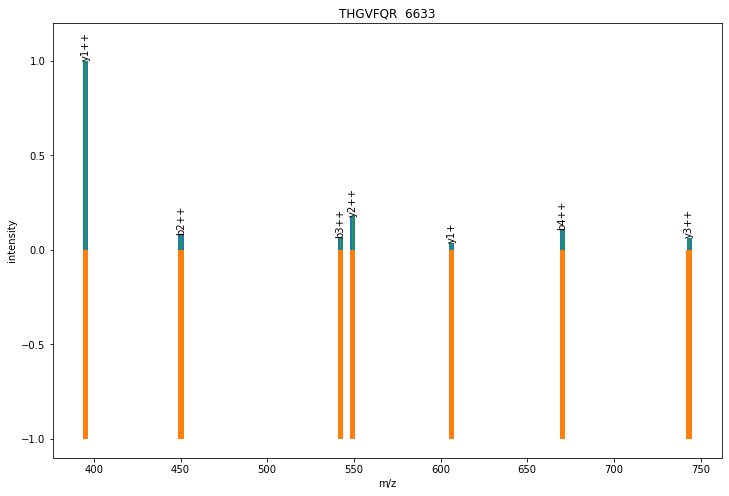 THGVFQR  6633
y1++
b2++
b3++
y2++
y1+
b4++
y3++
1.0
0.5
0.0
−0.5
−1.0
intensity
400 450 500 550 600 650 700 750
m/z